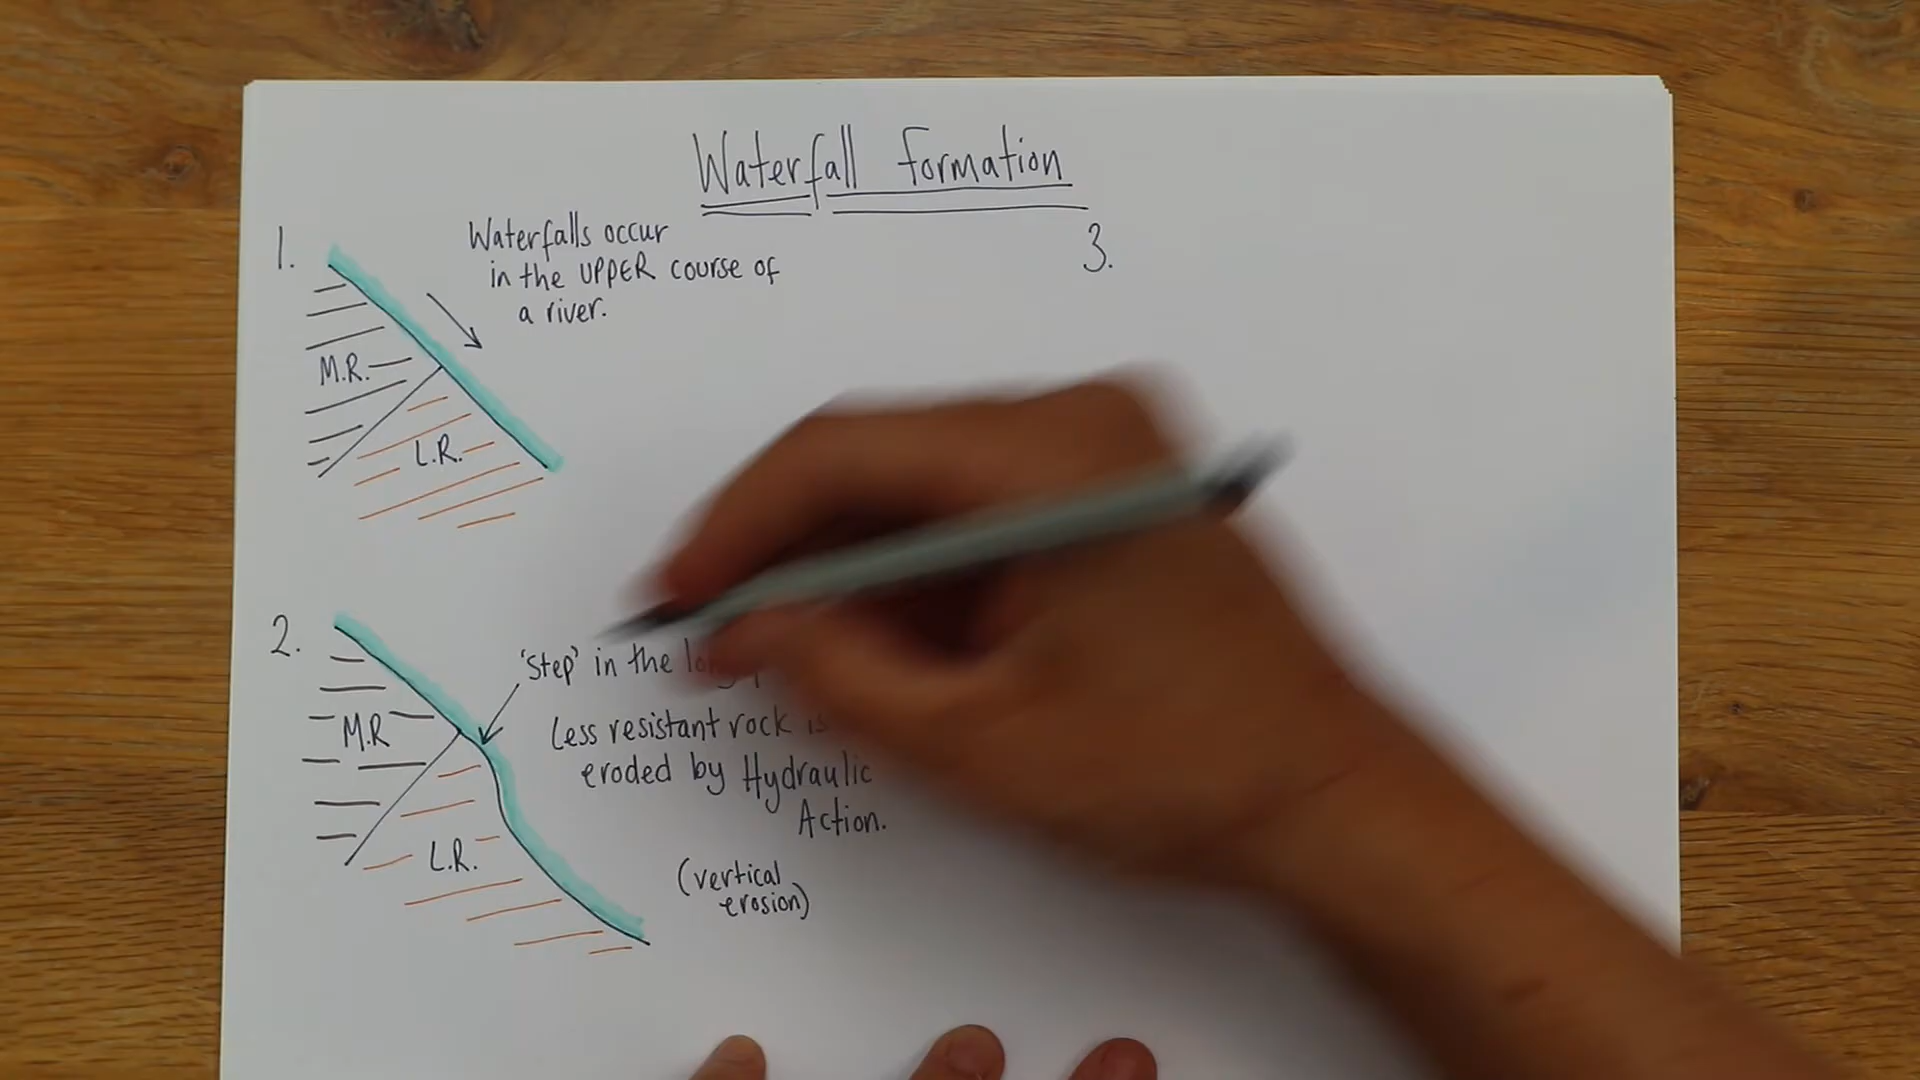 Waterfall formation
1.
Waterfalls occur
in the UPPER course of
a river.
M.R.
L.R.
2.
'Step' in the
Less resistant rock is
eroded by Hydraulic
Action.
(vertical
erosion)
M.R
L.R.
3.